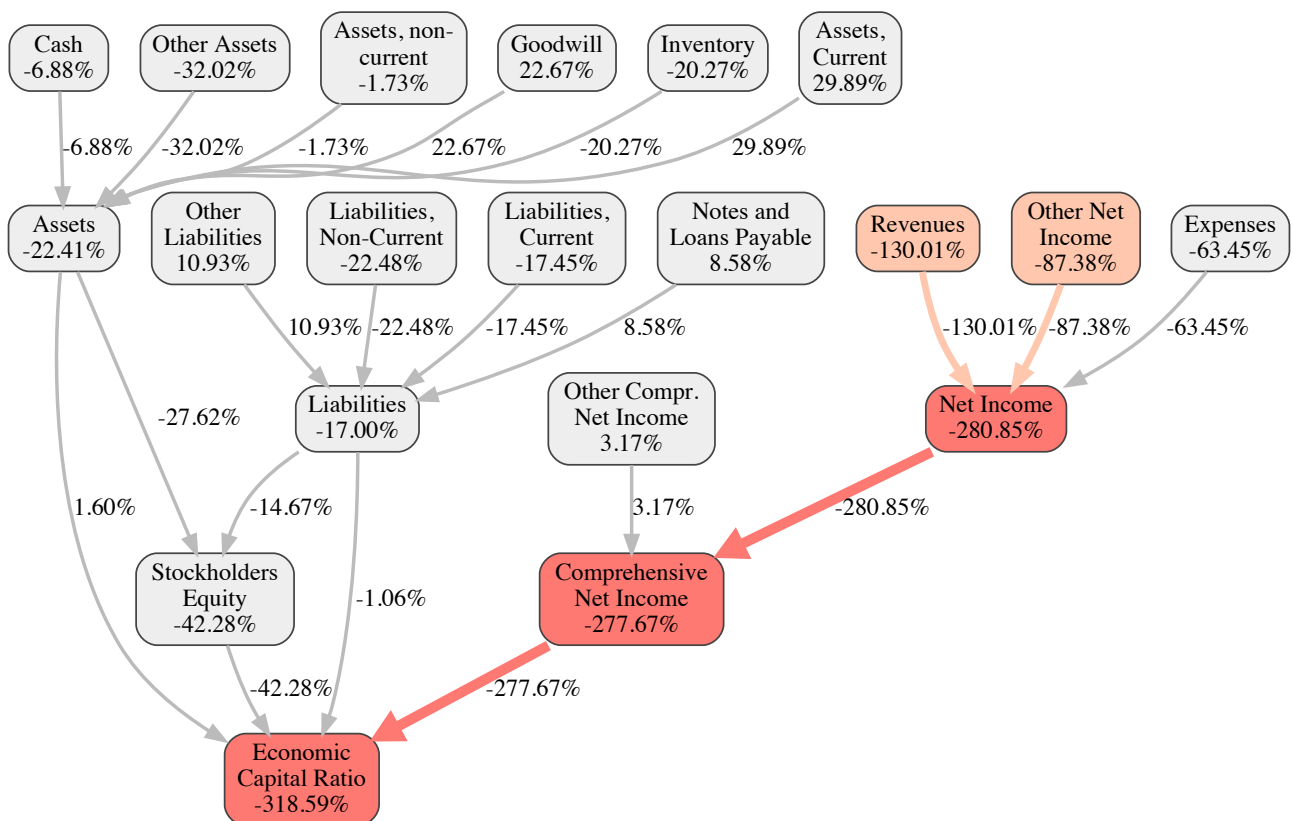 Cash
-6.88%
Other Assets
-32.02%
Assets, non-
current
-1.73%
Goodwill
22.67%
Inventory
-20.27%
Assets,
Current
29.89%
-6.88%
-32.02%
-1.73%
22.67%
-20.27%
29.89%
Assets
-22.41%
Other
Liabilities
10.93%
Liabilities,
Non-Current
-22.48%
Liabilities,
Current
-17.45%
Notes and
Loans Payable
8.58%
Revenues
-130.01%
Other Net
Income
-87.38%
Expenses
-63.45%
10.93%
-22.48%
-17.45%
8.58%
-130.01%
-87.38%
-63.45%
-27.62%
Liabilities
-17.00%
Other Compr.
Net Income
3.17%
Net Income
-280.85%
1.60%
-14.67%
3.17%
-280.85%
Stockholders
Equity
-42.28%
-1.06%
Comprehensive
Net Income
-277.67%
-42.28%
-277.67%
Economic
Capital Ratio
-318.59%